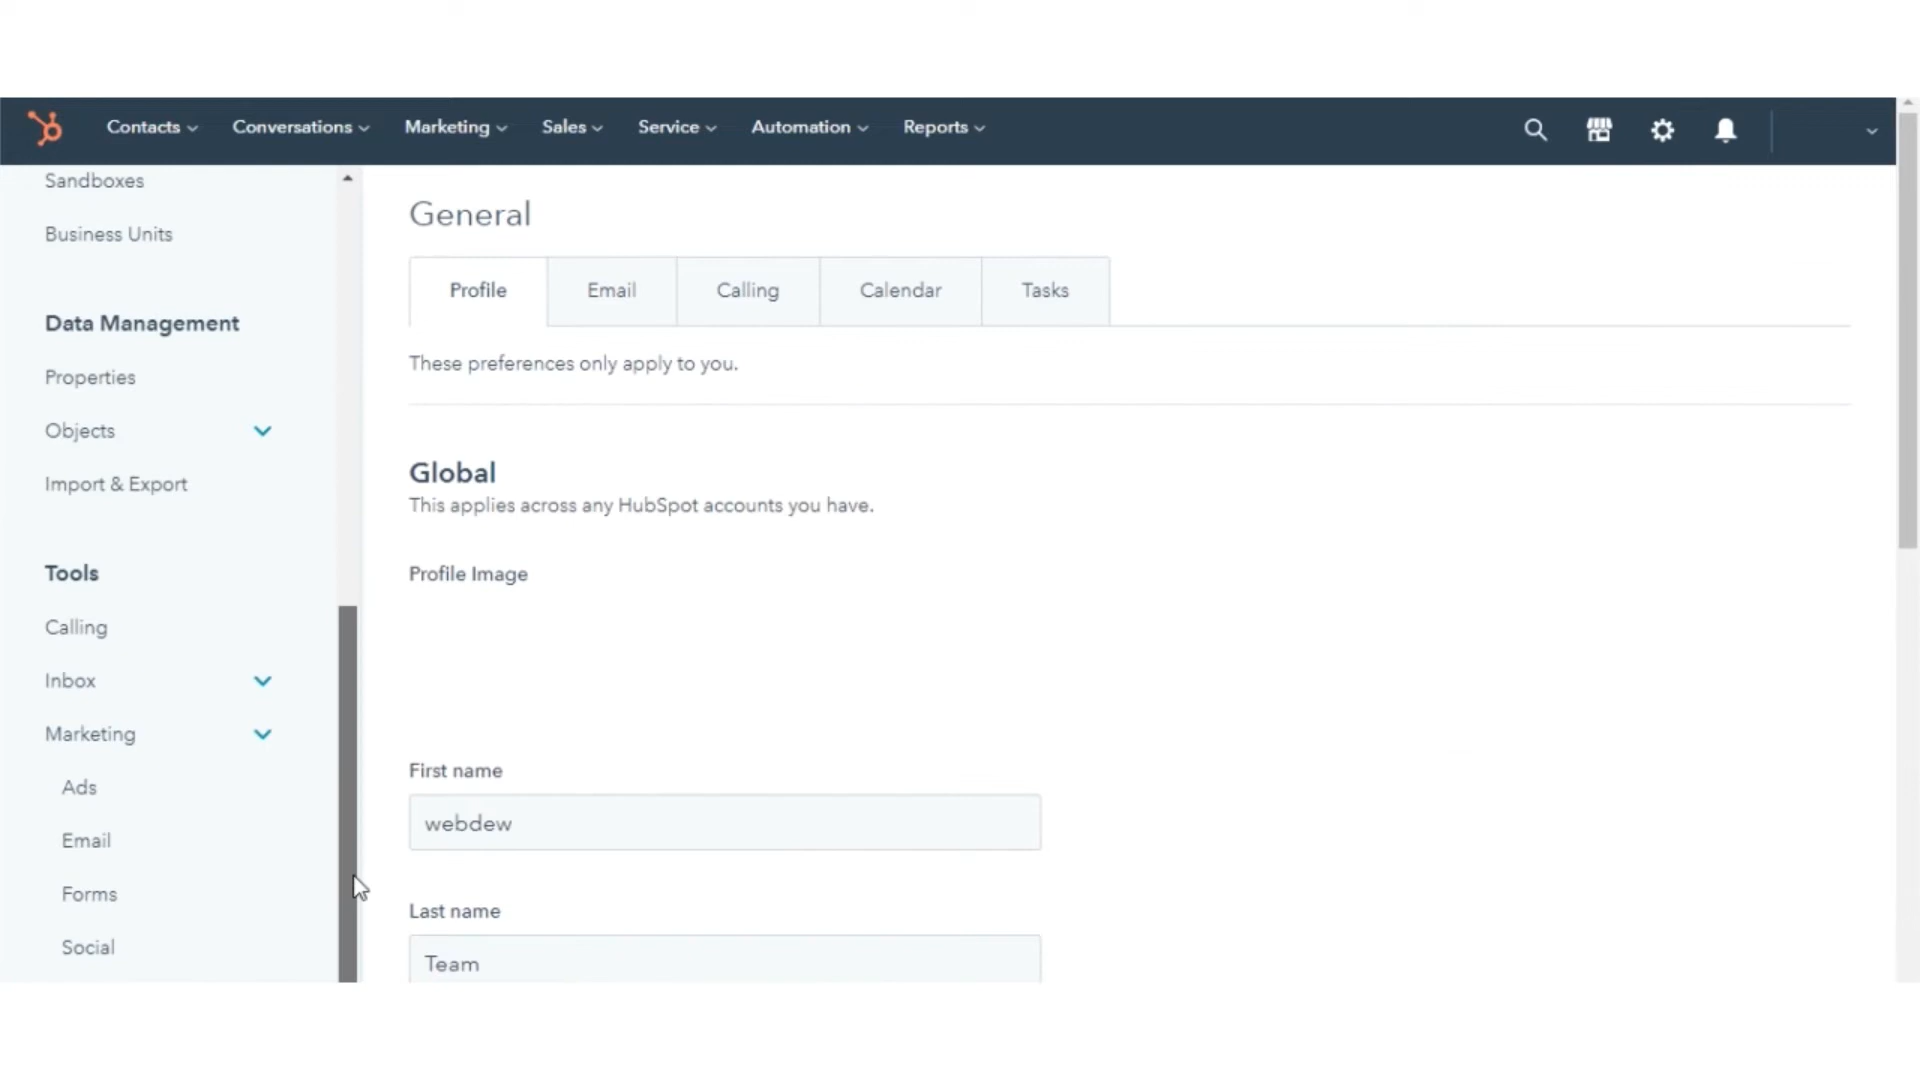 Contacts Conversations Marketing Sales Service Automation Reports
Sandboxes
Business Units
Data Management
Properties
Objects
Import & Export
Tools
Calling
Inbox
Marketing
Ads
Email
Forms
Social
General
Profile Email Calling Calendar Tasks
These preferences only apply to you.
Global
This applies across any HubSpot accounts you have.
Profile Image
First name
webdew
Last name
Team